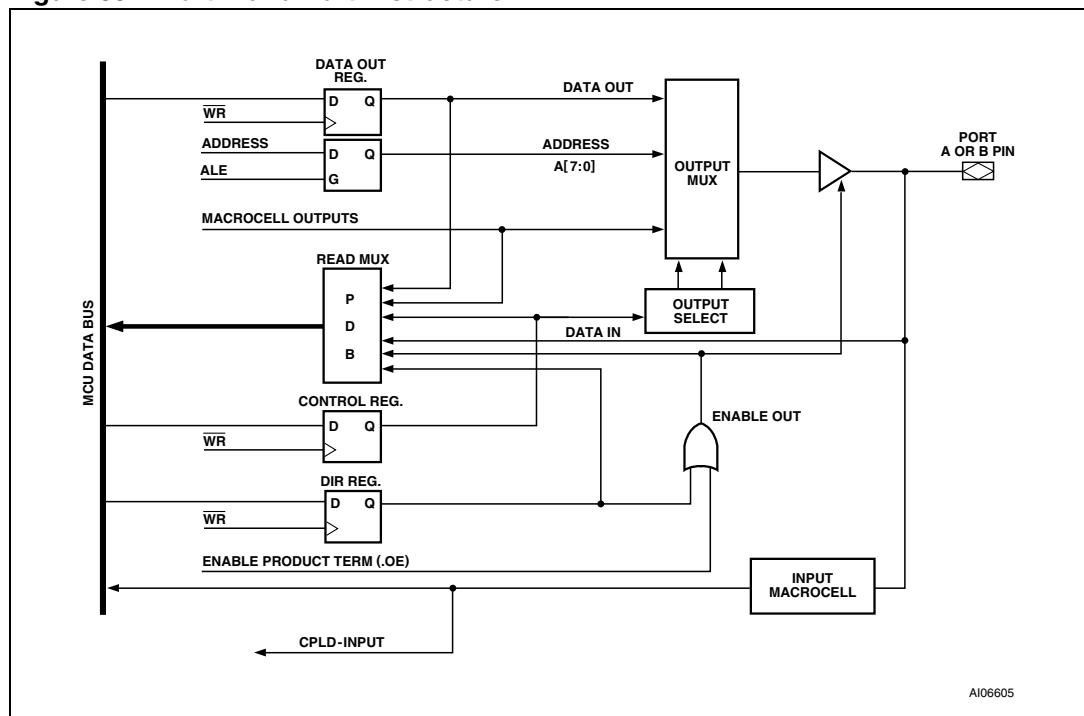 DATA OUT
REG.
D Q
WR
DATA OUT
ADDRESS
D Q
ALE
G
ADDRESS
A[7:0]
OUTPUT
MUX
PORT
A OR B PIN
MACROCELL OUTPUTS
READ MUX
P
D
B
OUTPUT
SELECT
DATA IN
MCU DATA BUS
CONTROL REG.
D Q
WR
ENABLE OUT
DIR REG.
D Q
WR
ENABLE PRODUCT TERM (.OE)
INPUT
MACROCELL
CPLD-INPUT
AI06605